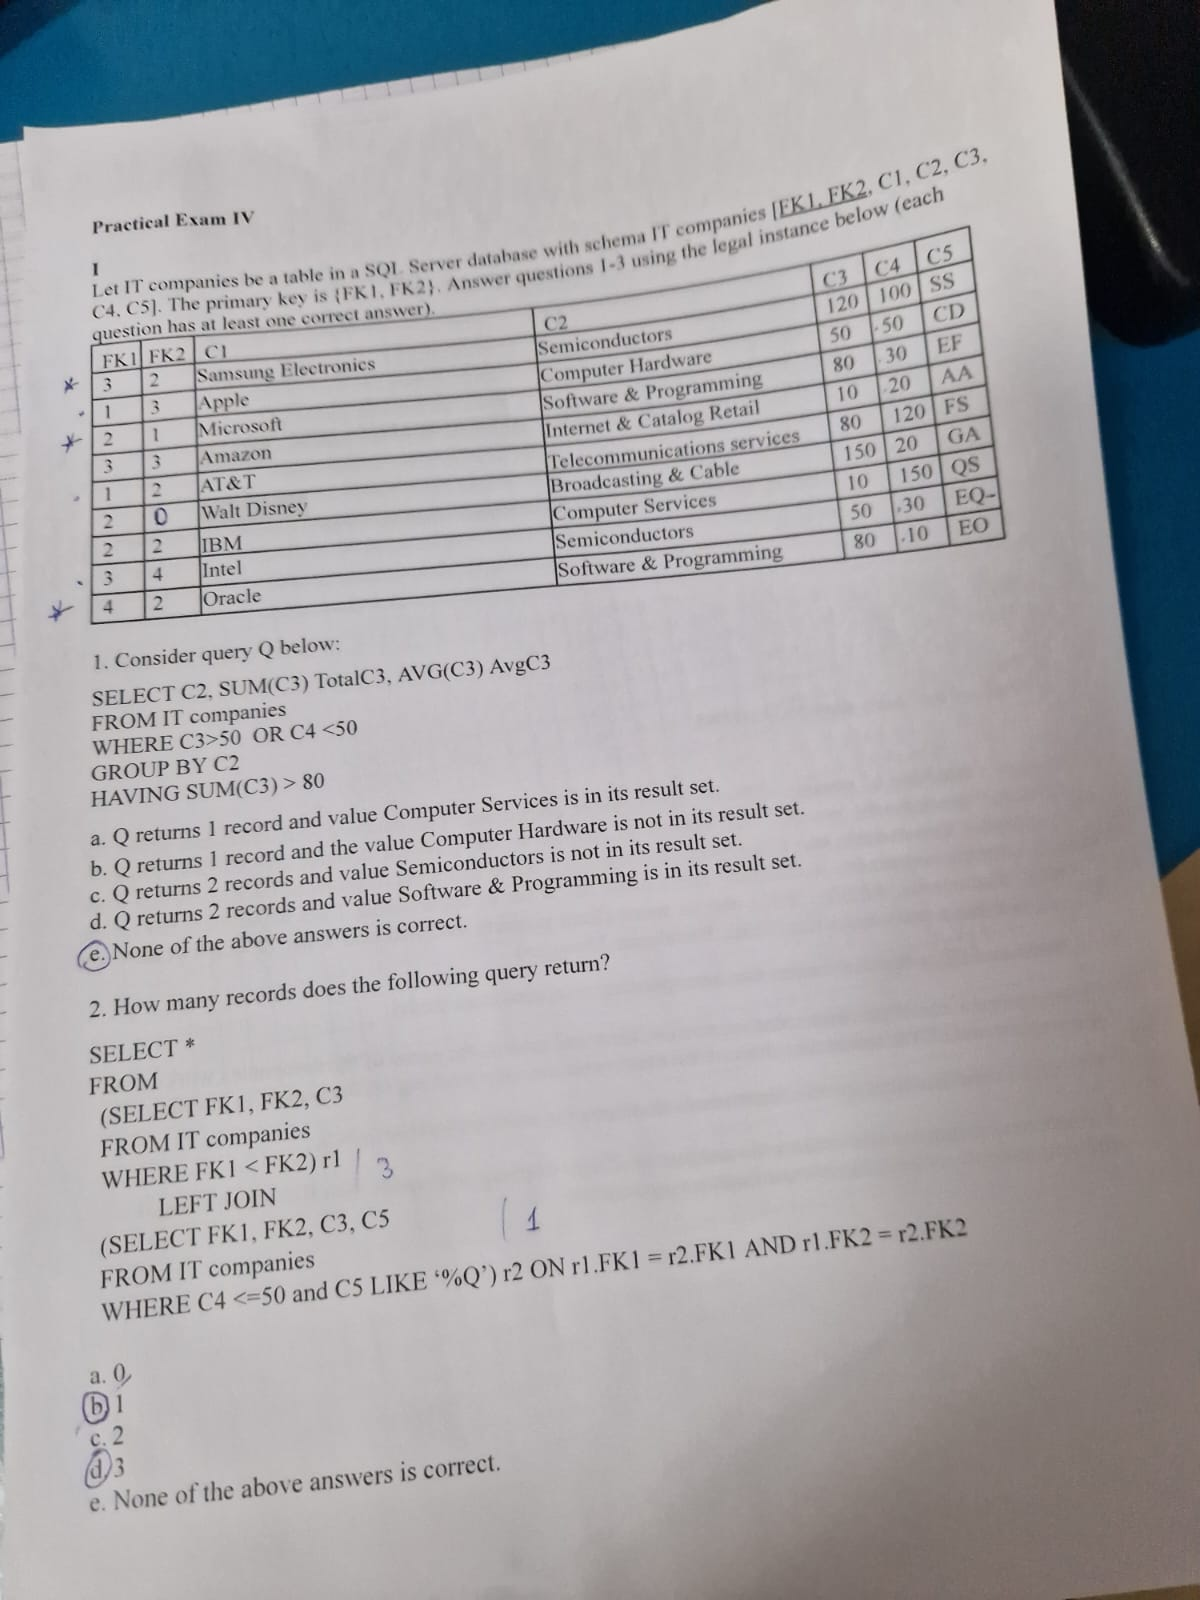 Practical Exam IV
I
Let IT companies be a table in a SQL Server database with schema IT companies [FK1, FK2, C1, C2, C3,
C4, C5]. The primary key is {FK1, FK2}. Answer questions 1-3 using the legal instance below (each
question has at least one correct answer).
FK1 FK2 C1 C2 C3 C4 C5
3 2 Samsung Electronics Semiconductors 120 100 SS
1 3 Apple Computer Hardware 50 -50 CD
2 1 Microsoft Software & Programming 80 30 EF
3 3 Amazon Internet & Catalog Retail 10 20 AA
1 2 AT&T Telecommunications services 80 120 FS
2 0 Walt Disney Broadcasting & Cable 150 20 GA
2 2 IBM Computer Services 10 150 QS
3 4 Intel Semiconductors 50 -30 EQ-
4 2 Oracle Software & Programming 80 -10 EO
1. Consider query Q below:
SELECT C2, SUM(C3) TotalC3, AVG(C3) AvgC3
FROM IT companies
WHERE C3>50 OR C4 <50
GROUP BY C2
HAVING SUM(C3) > 80
a. Q returns 1 record and value Computer Services is in its result set.
b. Q returns 1 record and the value Computer Hardware is not in its result set.
c. Q returns 2 records and value Semiconductors is not in its result set.
d. Q returns 2 records and value Software & Programming is in its result set.
e. None of the above answers is correct.
2. How many records does the following query return?
SELECT *
FROM
(SELECT FK1, FK2, C3
FROM IT companies
WHERE FK1 < FK2) r1 | 3
LEFT JOIN
(SELECT FK1, FK2, C3, C5 | 1
FROM IT companies
WHERE C4 <=50 and C5 LIKE ‘%Q’) r2 ON r1.FK1 = r2.FK1 AND r1.FK2 = r2.FK2
a. 0
b 1
c. 2
d 3
e. None of the above answers is correct.